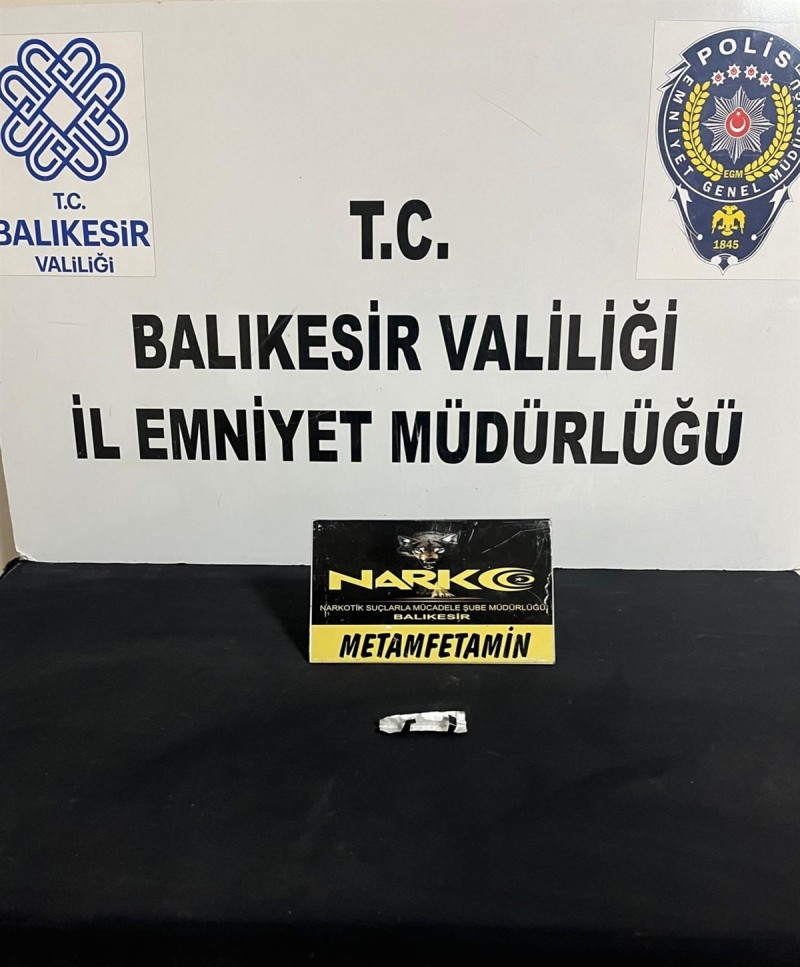 T.C.
BALIKESİR
VALİLİĞİ
POLİS
EMNİYET GENEL MÜDÜR
EGM
1845
T.C.
BALIKESİR VALİLİĞİ
İL EMNİYET MÜDÜRLÜĞÜ
NARKO
NARKOTİK SUÇLARLA MÜCADELE ŞUBE MÜDÜRLÜĞÜ
BALIKESİR
METAMFETAMİN